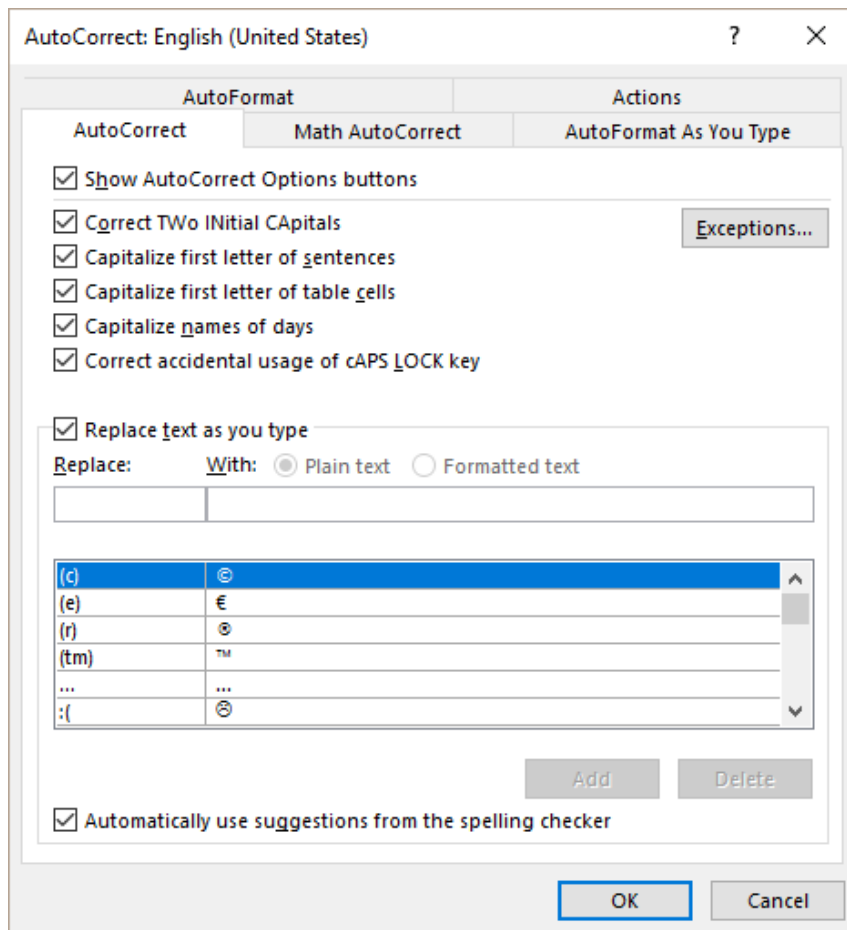 AutoCorrect: English (United States) ? ✕
AutoFormat Actions
AutoCorrect Math AutoCorrect AutoFormat As You Type
Show AutoCorrect Options buttons
Correct TWo INitial CApitals
Exceptions...
Capitalize first letter of sentences
Capitalize first letter of table cells
Capitalize names of days
Correct accidental usage of cAPS LOCK key
Replace text as you type
Replace: With: Plain text Formatted text
(c) ©
(e) €
(r) ®
(tm) ™
... ...
:( ☹
Add Delete
Automatically use suggestions from the spelling checker
OK Cancel